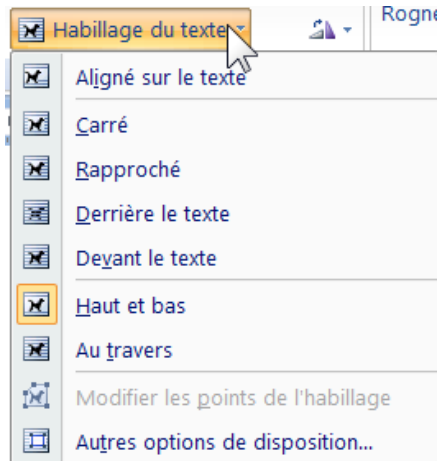 Habillage du texte
Rogne
Aligné sur le texte
Carré
Rapproché
Derrière le texte
Devant le texte
Haut et bas
Au travers
Modifier les points de l'habillage
Autres options de disposition...